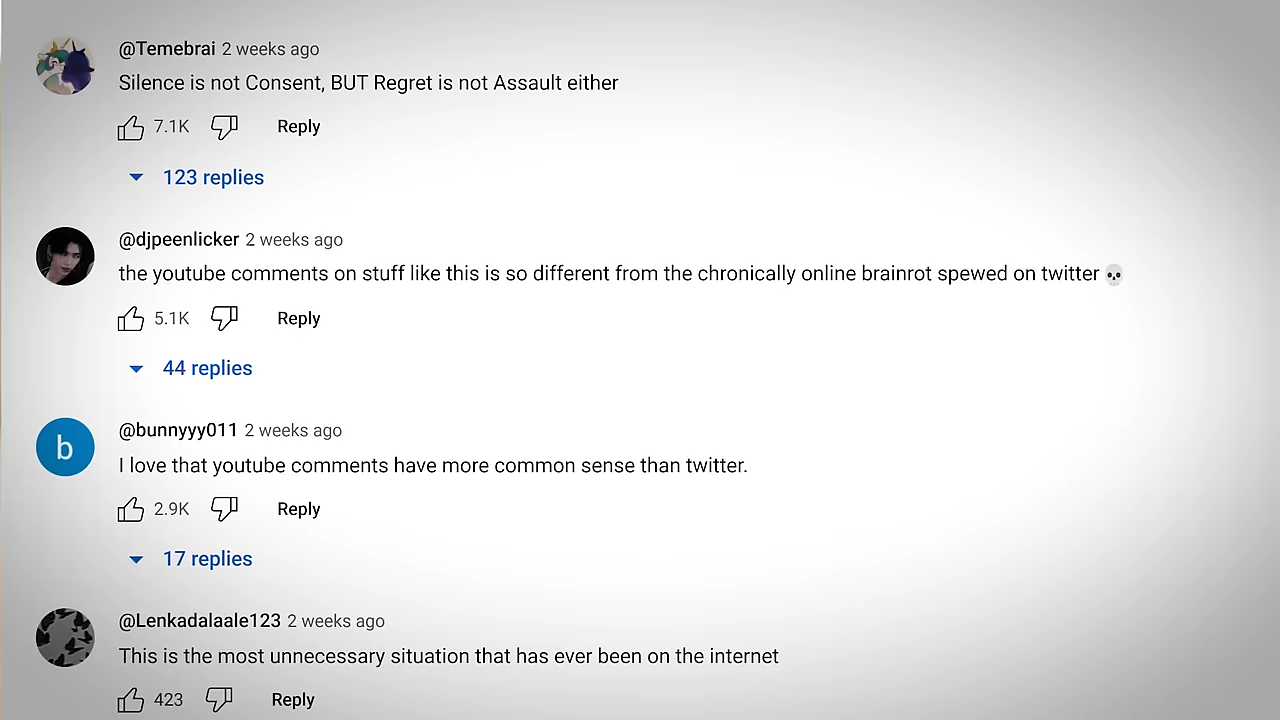 @Temebrai 2 weeks ago
Silence is not Consent, BUT Regret is not Assault either
7.1K Reply
123 replies
@djpeenlicker 2 weeks ago
the youtube comments on stuff like this is so different from the chronically online brainrot spewed on twitter 💀
5.1K Reply
44 replies
b
@bunnyyy011 2 weeks ago
I love that youtube comments have more common sense than twitter.
2.9K Reply
17 replies
@Lenkadalaale123 2 weeks ago
This is the most unnecessary situation that has ever been on the internet
423 Reply